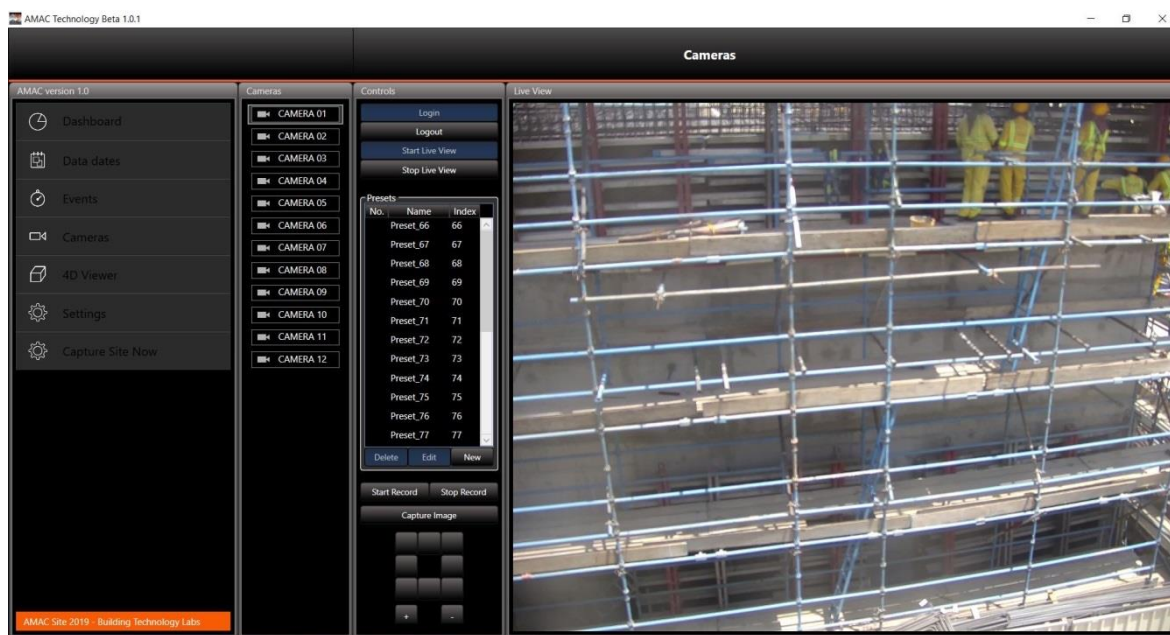 AMAC Technology Beta 1.0.1
Cameras
AMAC version 1.0
Dashboard
Data dates
Events
Cameras
4D Viewer
Settings
Capture Site Now
AMAC Site 2019 - Building Technology Labs
Cameras
CAMERA 01
CAMERA 02
CAMERA 03
CAMERA 04
CAMERA 05
CAMERA 06
CAMERA 07
CAMERA 08
CAMERA 09
CAMERA 10
CAMERA 11
CAMERA 12
Controls
Login
Logout
Start Live View
Stop Live View
Presets
No. Name Index
Preset_66 66
Preset_67 67
Preset_68 68
Preset_69 69
Preset_70 70
Preset_71 71
Preset_72 72
Preset_73 73
Preset_74 74
Preset_75 75
Preset_76 76
Preset_77 77
Delete Edit New
Start Record Stop Record
Capture Image
+ -
Live View